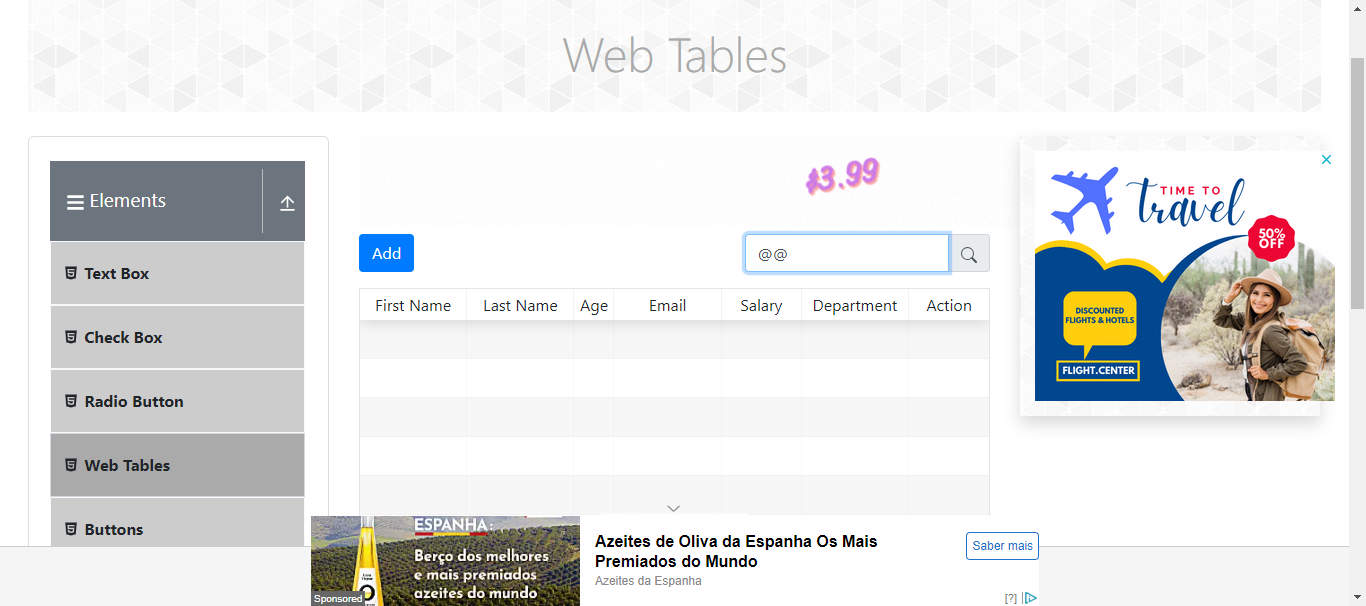 Web Tables
Elements
Text Box
Check Box
Radio Button
Web Tables
Buttons
$3.99
Add
@@
First Name Last Name Age Email Salary Department Action
TIME TO
travel
50%
OFF
DISCOUNTED
FLIGHTS & HOTELS
FLIGHT.CENTER
ESPANHA:
Berço dos melhores
e mais premiados
azeites do mundo
Sponsored
Azeites de Oliva da Espanha Os Mais
Premiados do Mundo
Azeites da Espanha
Saber mais
[?]